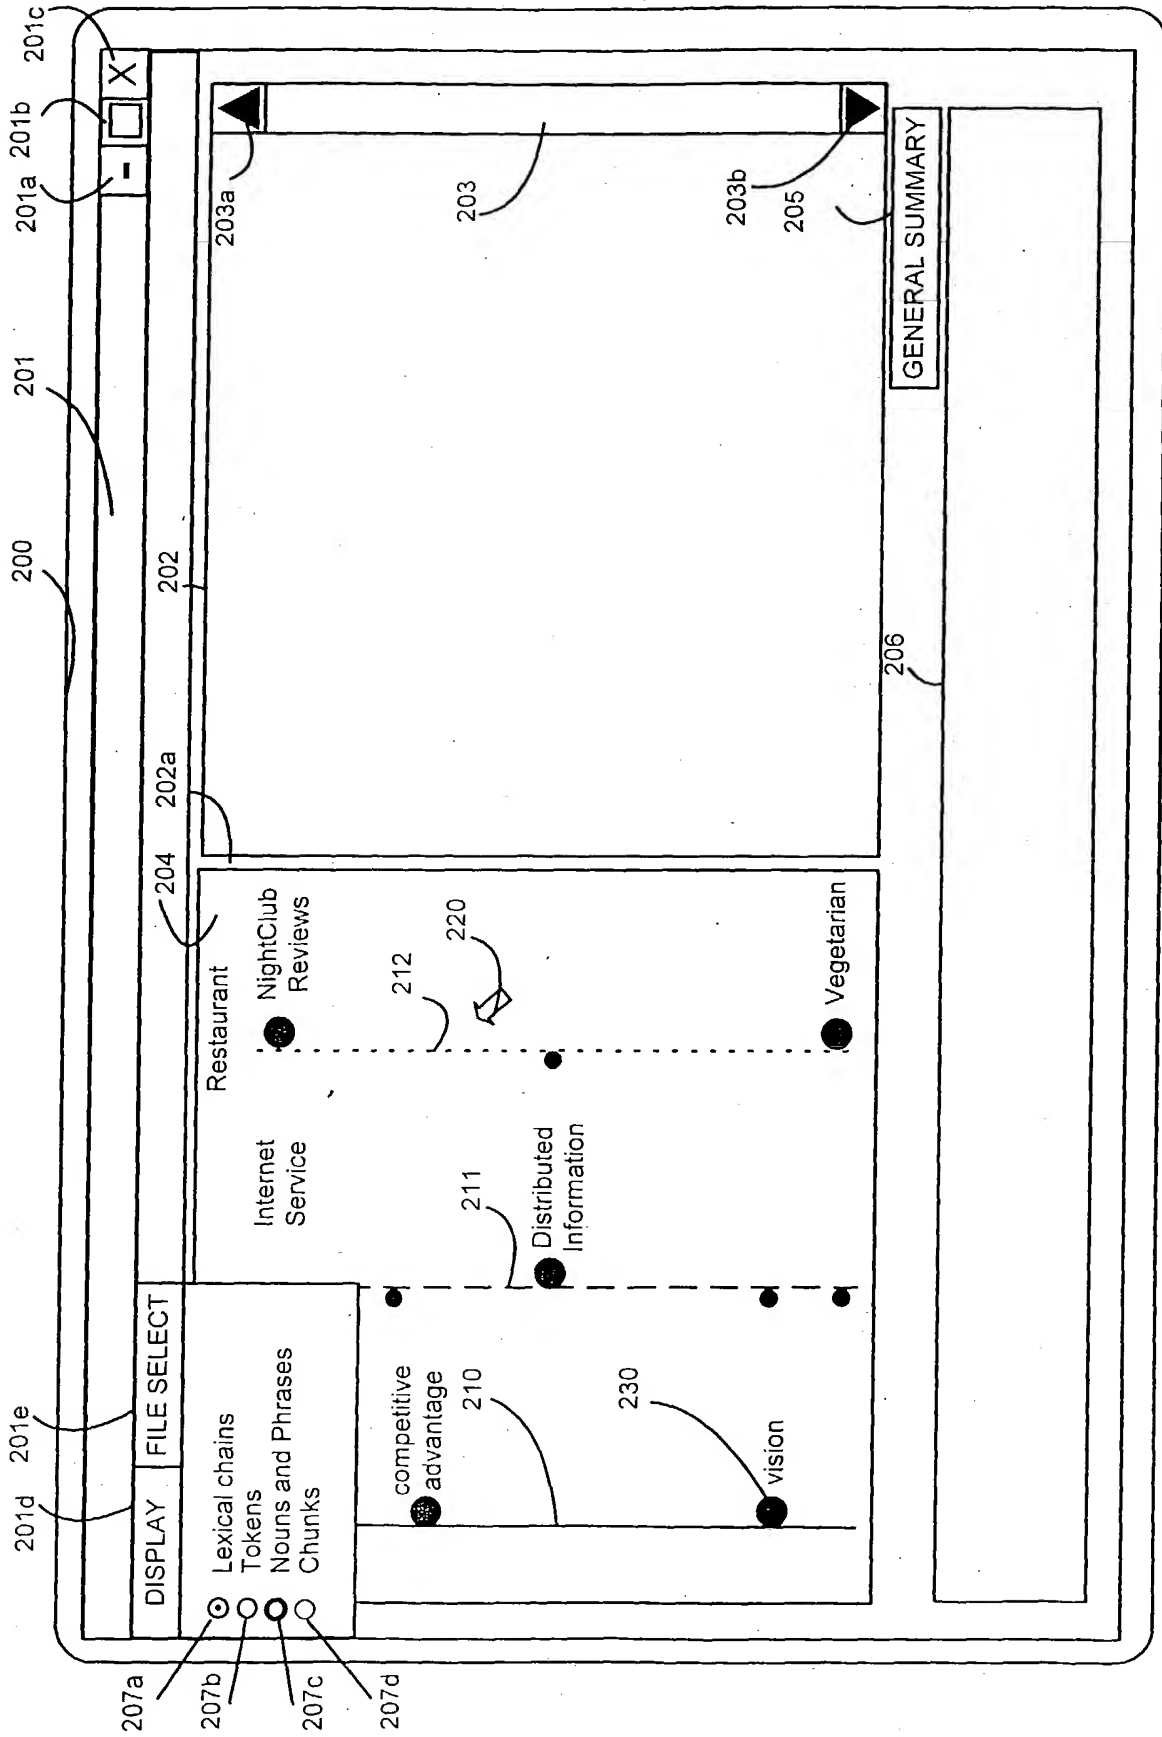 200
201
201a
201b
201c
201d
201e
DISPLAY
FILE SELECT
207a
207b
207c
207d
Lexical chains
Tokens
Nouns and Phrases
Chunks
204
202a
202
203a
203
203b
205
Restaurant
Internet
Service
NightClub
Reviews
competitive
advantage
210
211
Distributed
Information
212
220
230
vision
Vegetarian
206
GENERAL SUMMARY